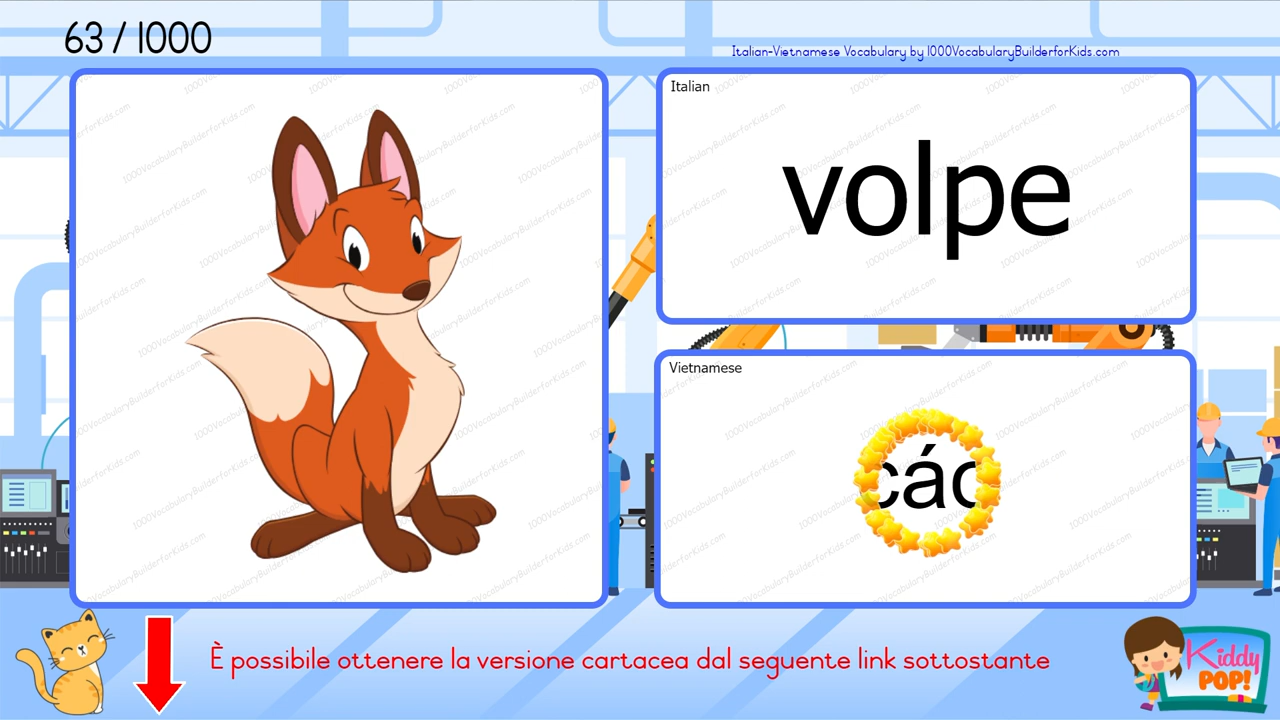 63 / 1000
Italian-Vietnamese Vocabulary by 1000VocabularyBuilderforKids.com
Italian
volpe
Vietnamese
È possibile ottenere la versione cartacea dal seguente link sottostante
Kiddy
POP!